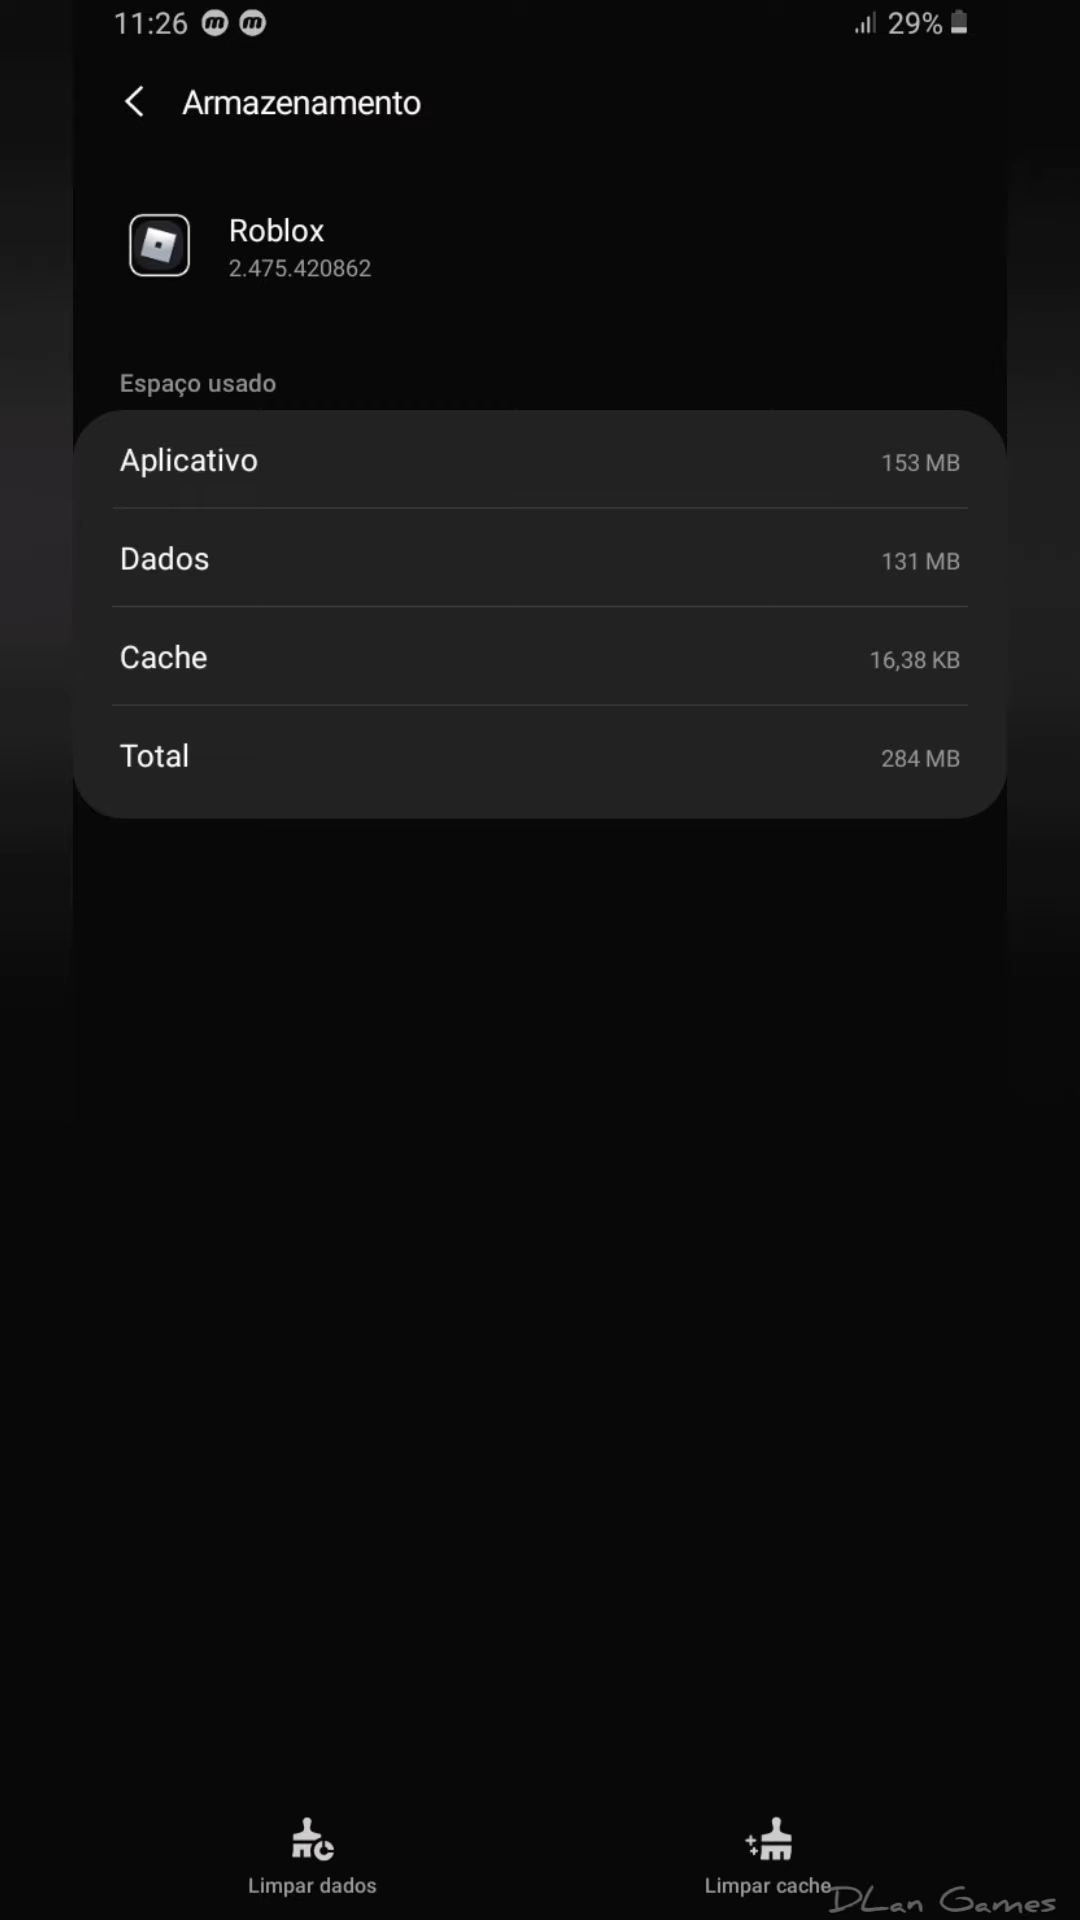 11:26 29%
Armazenamento
Roblox
2.475.420862
Espaço usado
Aplicativo 153 MB
Dados 131 MB
Cache 16,38 KB
Total 284 MB
Limpar dados Limpar cache
DLan Games